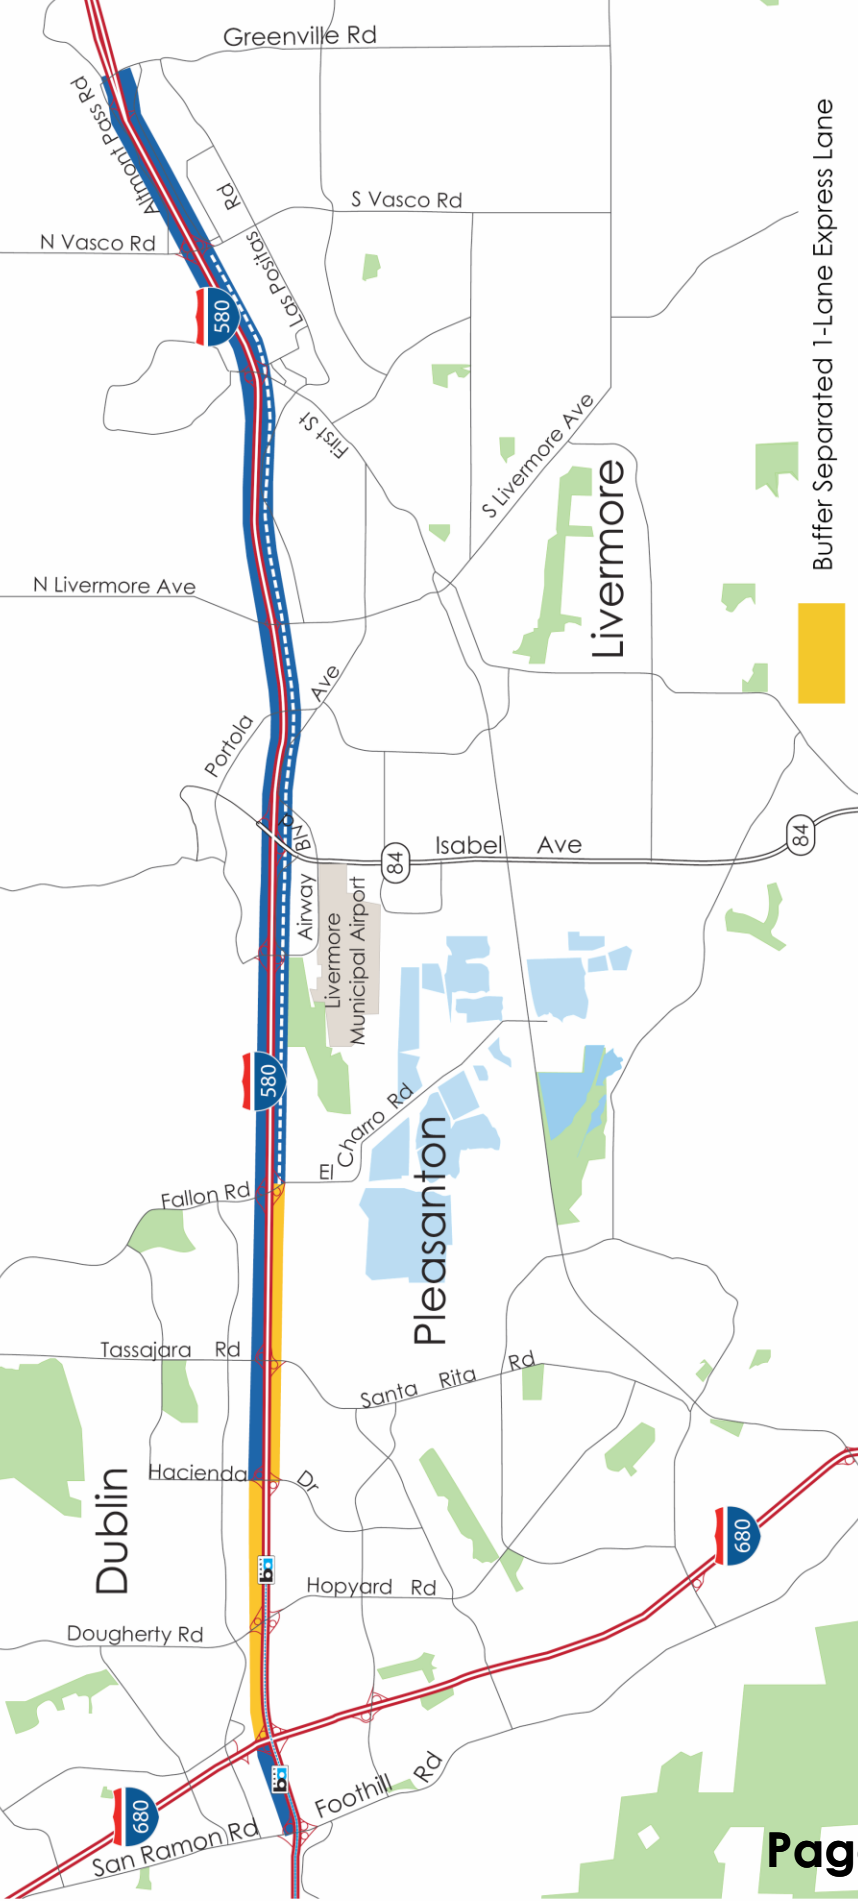 Greenville Rd
Altmont Pass Rd
Las Positas
Rd
S Vasco Rd
N Vasco Rd
580
First St
S Livermore Ave
Livermore
N Livermore Ave
Portola
Ave
Buffer Separated 1-Lane Express Lane
Airway
Blvd
84
Isabel Ave
84
Livermore
Municipal Airport
580
El
Charro Rd
Fallon Rd
Pleasanton
Tassajara Rd
Santa Rita Rd
Hacienda
Dr
Dublin
ba
Hopyard Rd
Dougherty Rd
680
ba
Foothill Rd
680
San Ramon Rd
Pag